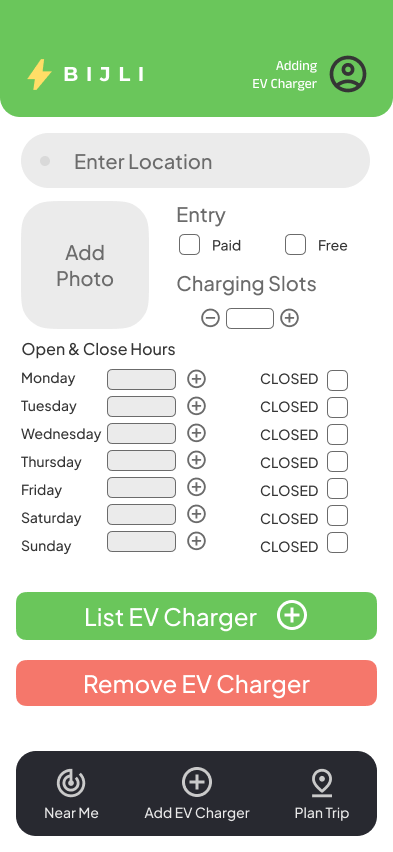 BIJLI
Adding
EV Charger
Enter Location
Add
Photo
Entry
Paid Free
Charging Slots
Open & Close Hours
Monday CLOSED
Tuesday CLOSED
Wednesday CLOSED
Thursday CLOSED
Friday CLOSED
Saturday CLOSED
Sunday CLOSED
List EV Charger
Remove EV Charger
Near Me Add EV Charger Plan Trip